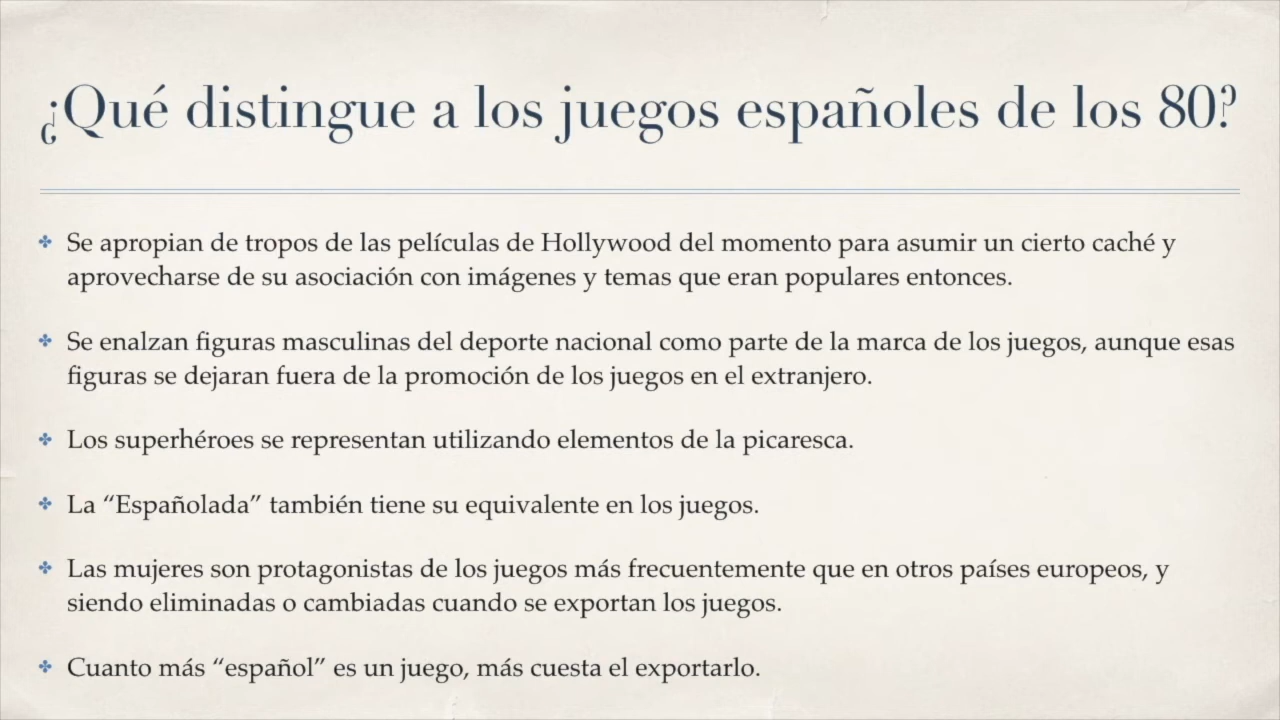 ¿Qué distingue a los juegos españoles de los 80?
Se apropian de tropos de las películas de Hollywood del momento para asumir un cierto caché y
aprovecharse de su asociación con imágenes y temas que eran populares entonces.
Se enalzan figuras masculinas del deporte nacional como parte de la marca de los juegos, aunque esas
figuras se dejaran fuera de la promoción de los juegos en el extranjero.
Los superhéroes se representan utilizando elementos de la picaresca.
La “Españolada” también tiene su equivalente en los juegos.
Las mujeres son protagonistas de los juegos más frecuentemente que en otros países europeos, y
siendo eliminadas o cambiadas cuando se exportan los juegos.
Cuanto más “español” es un juego, más cuesta el exportarlo.